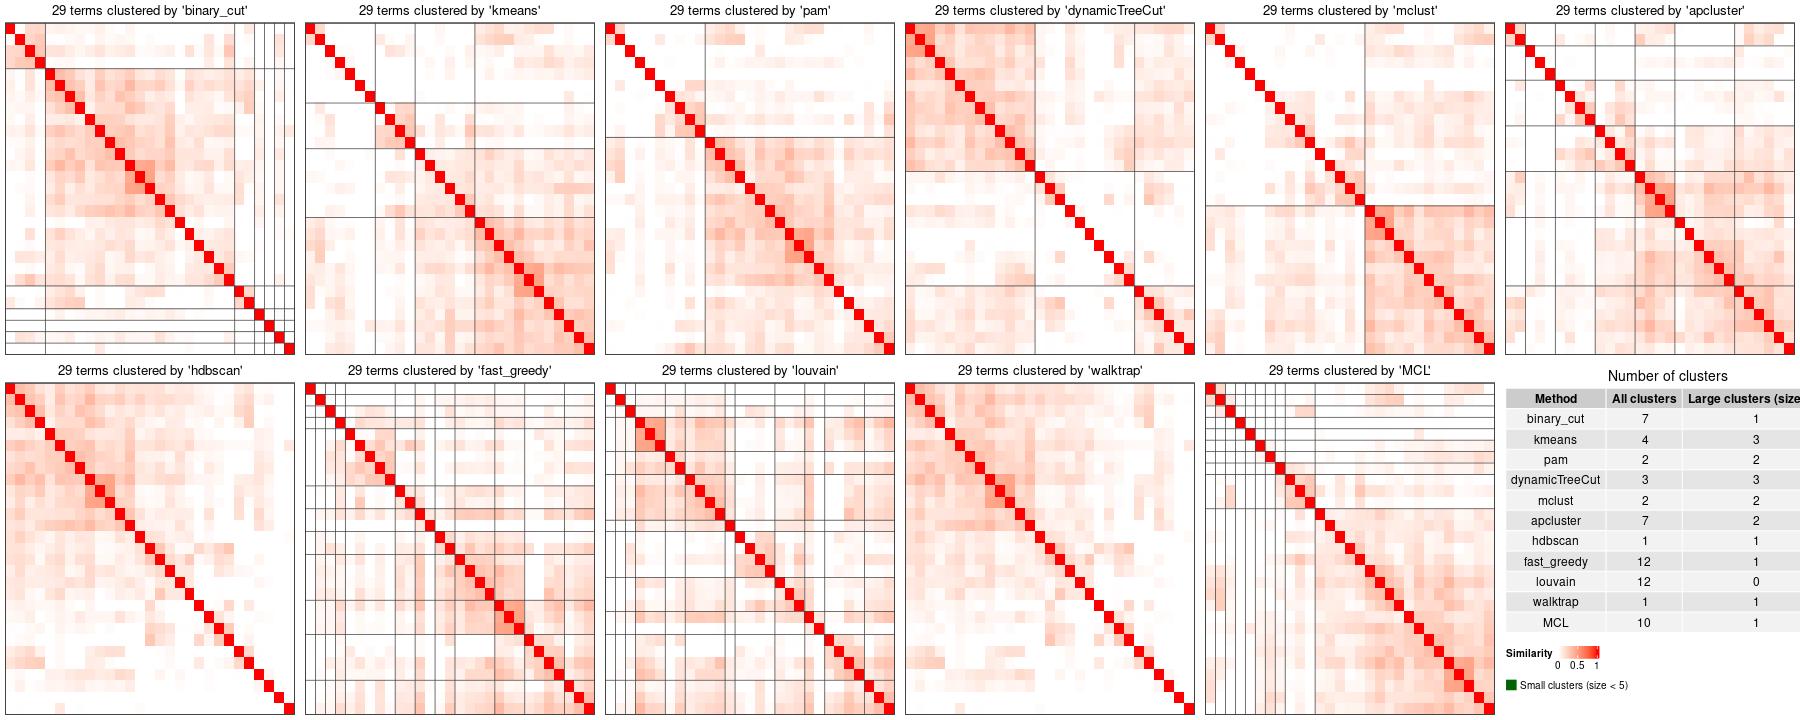 29 terms clustered by 'binary_cut'
29 terms clustered by 'kmeans'
29 terms clustered by 'pam'
29 terms clustered by 'dynamicTreeCut'
29 terms clustered by 'mclust'
29 terms clustered by 'apcluster'
29 terms clustered by 'hdbscan'
29 terms clustered by 'fast_greedy'
29 terms clustered by 'louvain'
29 terms clustered by 'walktrap'
29 terms clustered by 'MCL'
Number of clusters
Method All clusters Large clusters (size
binary_cut 7 1
kmeans 4 3
pam 2 2
dynamicTreeCut 3 3
mclust 2 2
apcluster 7 2
hdbscan 1 1
fast_greedy 12 1
louvain 12 0
walktrap 1 1
MCL 10 1
Similarity
0 0.5 1
Small clusters (size < 5)